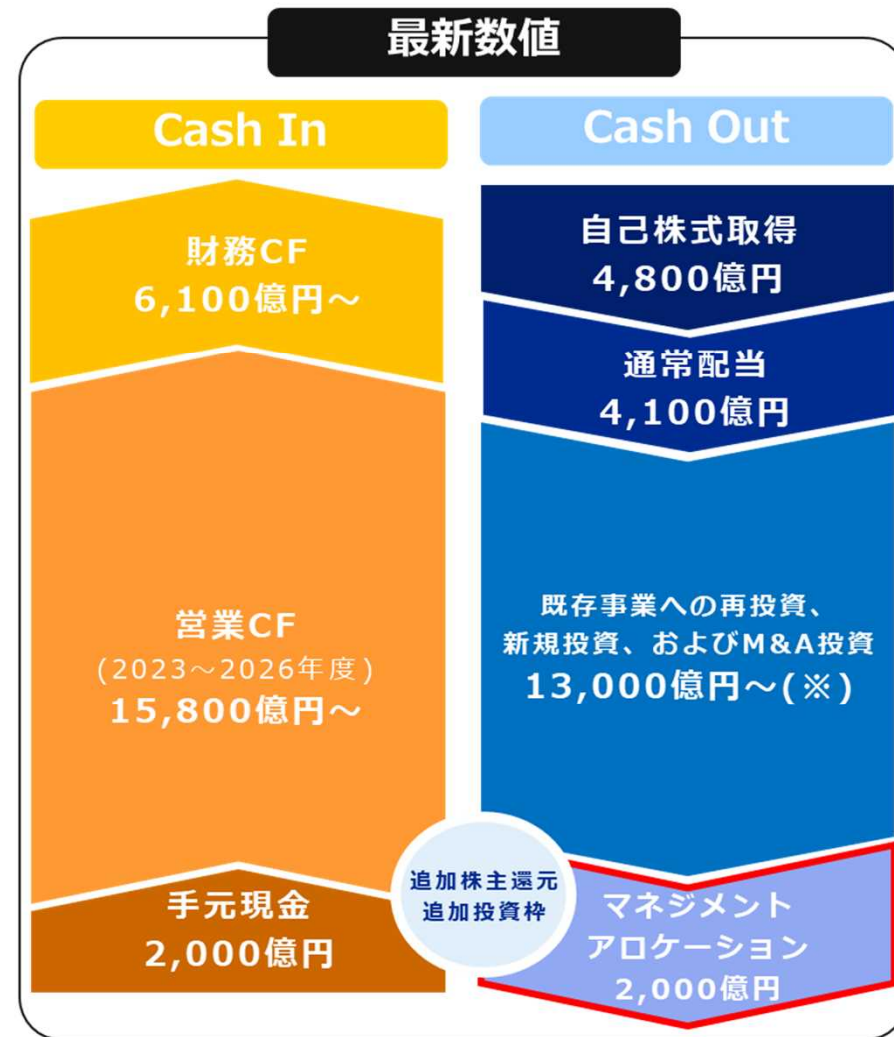 最新数値
Cash In
財務CF
6,100億円～
営業CF
(2023～2026年度)
15,800億円～
手元現金
2,000億円
Cash Out
自己株式取得
4,800億円
通常配当
4,100億円
既存事業への再投資、
新規投資、およびM&A投資
13,000億円～(※)
追加株主還元
追加投資枠
マネジメント
アロケーション
2,000億円